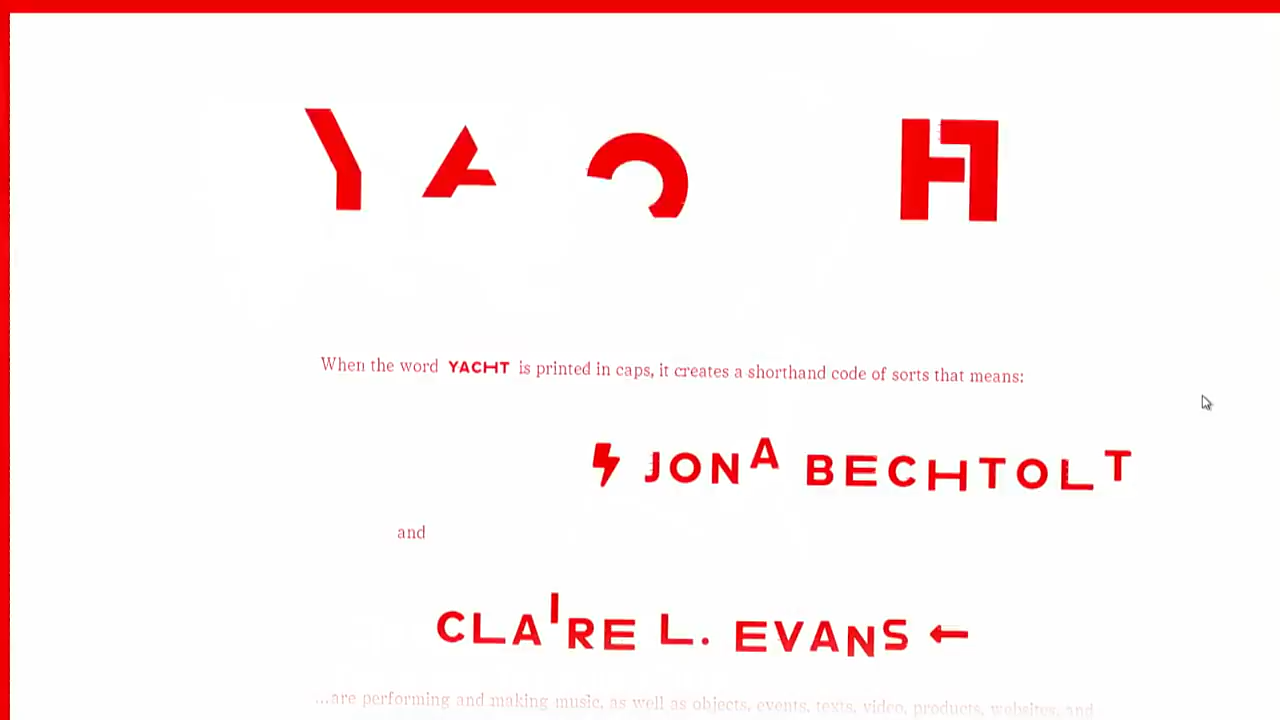 YAC H
When the word YACHT is printed in caps, it creates a shorthand code of sorts that means:
JONA BECHTOLT
and
CLAIRE L. EVANS
...are performing and making music, as well as objects, events, texts, video, products, websites, and